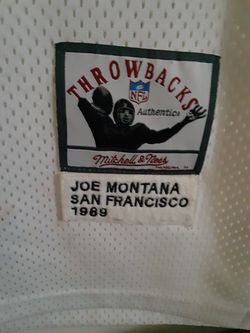 THROWBACKS
NFL
Authentics
Mitchell & Ness
JOE MONTANA
SAN FRANCISCO
1989